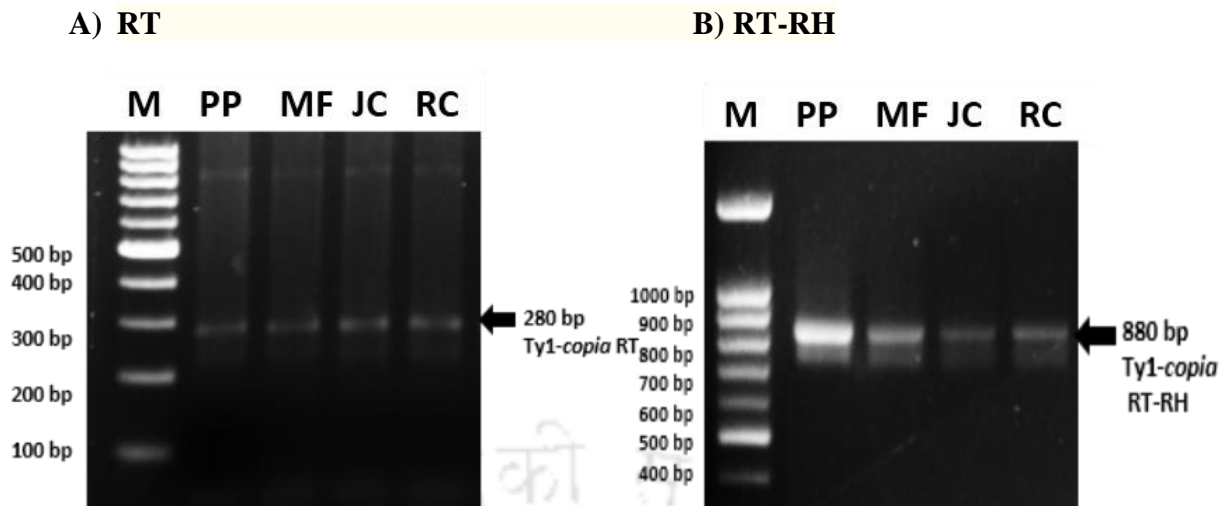 A) RT
M PP MF JC RC
500 bp
400 bp
300 bp
200 bp
100 bp
280 bp
Ty1-copia RT
B) RT-RH
M PP MF JC RC
1000 bp
900 bp
800 bp
700 bp
600 bp
500 bp
400 bp
880 bp
Ty1-copia
RT-RH
की